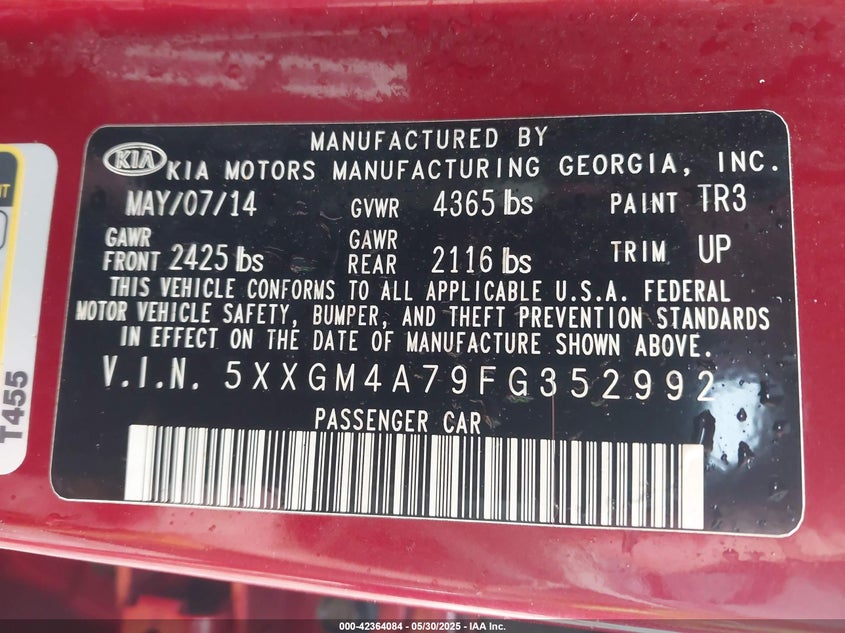 MANUFACTURED BY
KIA KIA MOTORS MANUFACTURING GEORGIA, INC.
MAY/07/14 GVWR 4365 lbs PAINT TR3
GAWR FRONT 2425 lbs GAWR REAR 2116 lbs TRIM UP
THIS VEHICLE CONFORMS TO ALL APPLICABLE U.S.A. FEDERAL
MOTOR VEHICLE SAFETY, BUMPER, AND THEFT PREVENTION STANDARDS
IN EFFECT ON THE DATE OF MANUFACTURE SHOWN ABOVE.
V.I.N. 5XXGM4A79FG352992
PASSENGER CAR
T455
000-42364084 - 05/30/2025 - IAA Inc.